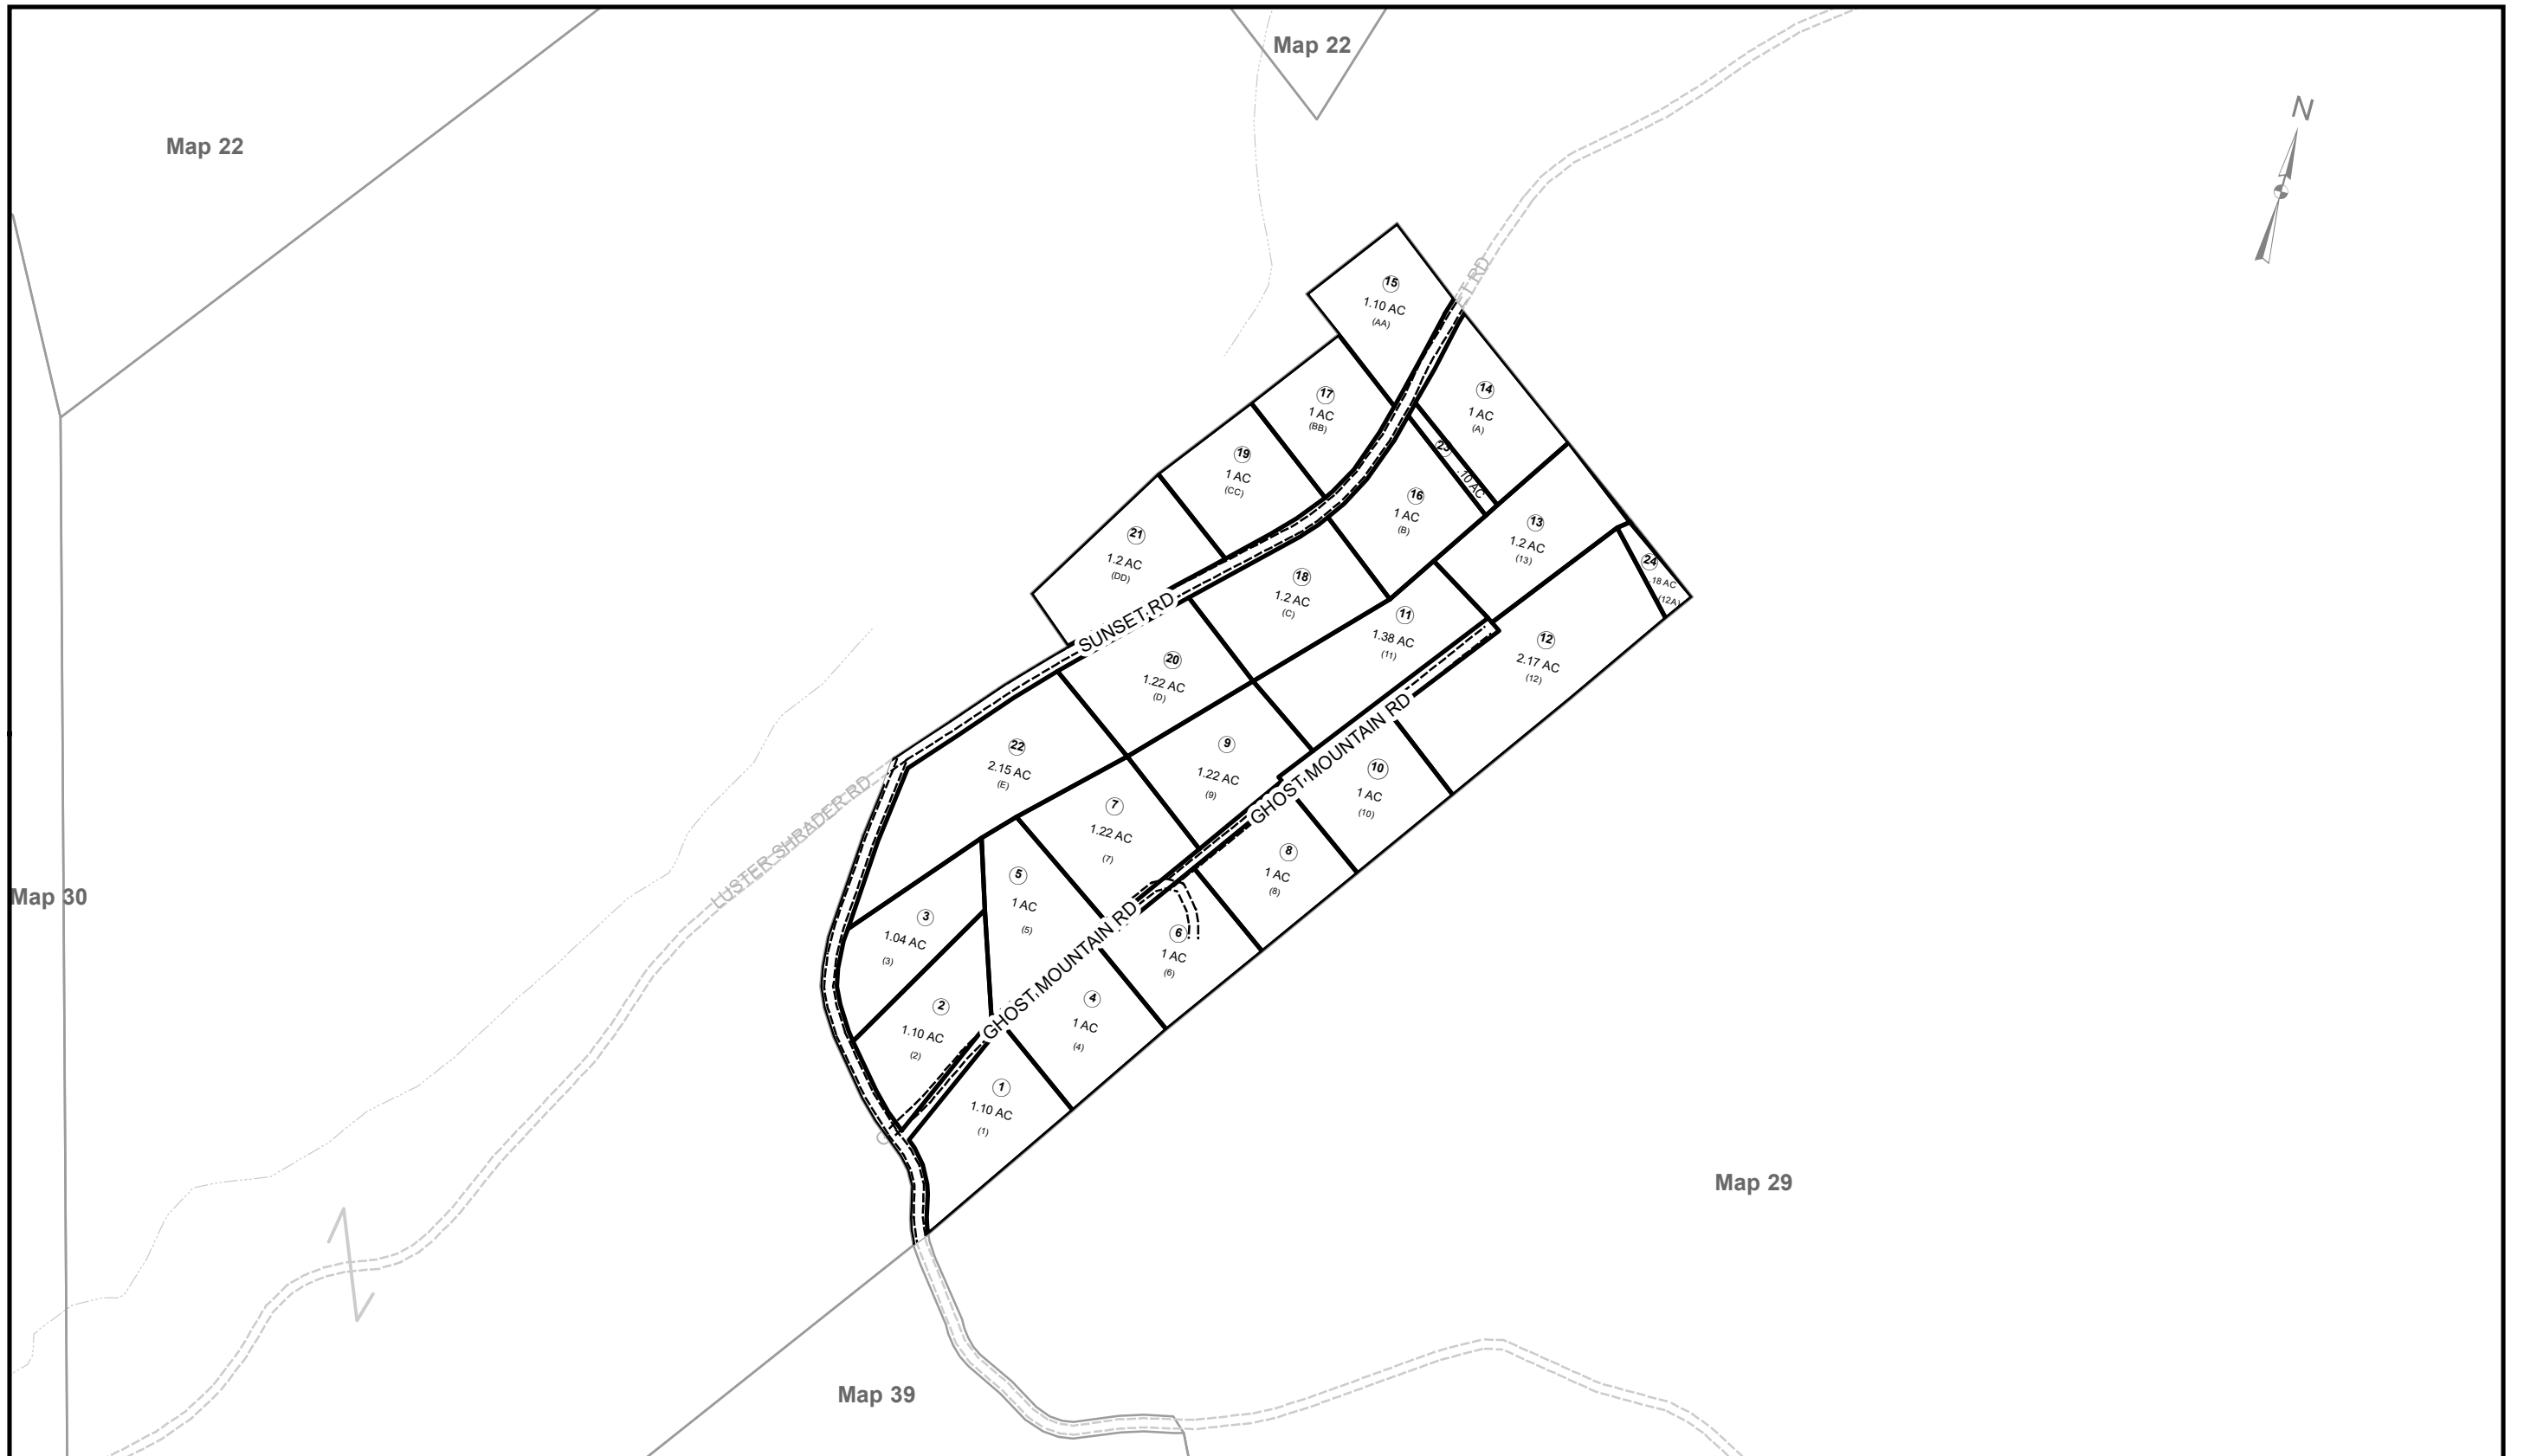 Map 22
Map 22
N
T RD
15
1.10 AC
(AA)
14
1 AC
(A)
17
1 AC
(BB)
23
.10 AC
19
1 AC
(CC)
16
1 AC
(B)
13
1.2 AC
(13)
21
1.2 AC
(DD)
24
.18 AC
(12A)
18
1.2 AC
(C)
11
1.38 AC
(11)
12
2.17 AC
(12)
SUNSET RD
20
1.22 AC
(D)
22
2.15 AC
(E)
9
1.22 AC
(9)
GHOST MOUNTAIN RD
10
1 AC
(10)
7
1.22 AC
(7)
LUSTER SHRADER RD
8
1 AC
(8)
5
1 AC
(5)
Map 30
3
1.04 AC
(3)
GHOST MOUNTAIN RD
6
1 AC
(6)
2
1.10 AC
(2)
4
1 AC
(4)
1
1.10 AC
(1)
Map 29
Map 39